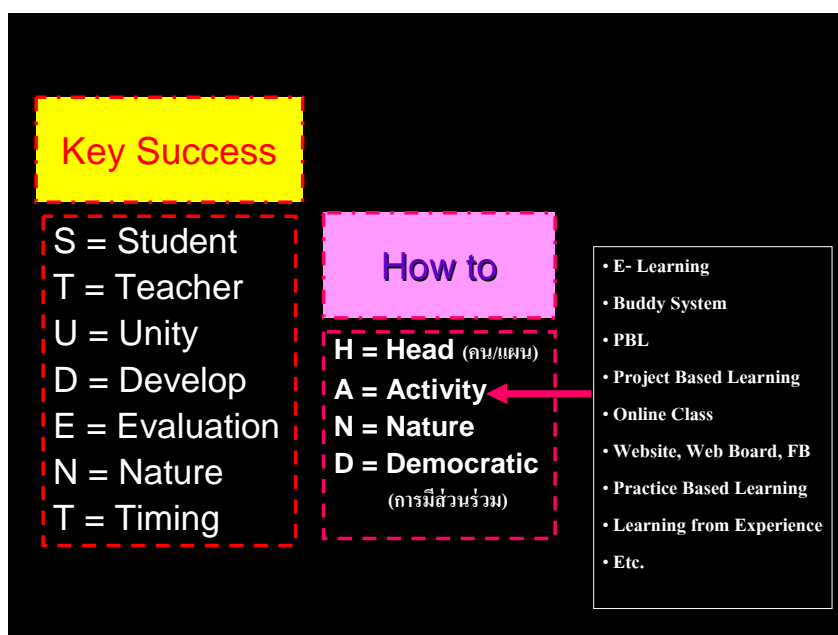 Key Success
S = Student
T = Teacher
U = Unity
D = Develop
E = Evaluation
N = Nature
T = Timing
How to
H = Head (คน/แผน)
A = Activity
N = Nature
D = Democratic
(การมีส่วนร่วม)
• E- Learning
• Buddy System
• PBL
• Project Based Learning
• Online Class
• Website, Web Board, FB
• Practice Based Learning
• Learning from Experience
• Etc.